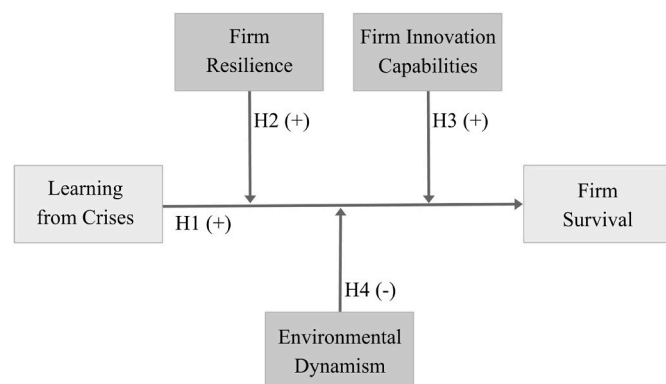 Firm
Resilience
Firm Innovation
Capabilities
H2 (+)
H3 (+)
Learning
from Crises
H1 (+)
Firm
Survival
H4 (-)
Environmental
Dynamism